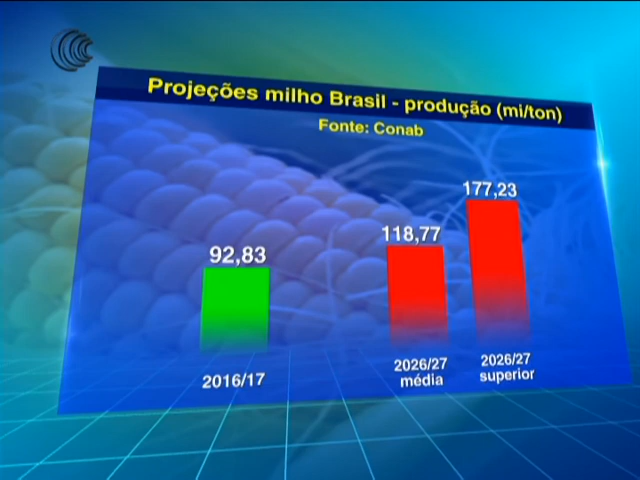 Projeções milho Brasil - produção (mi/ton)
Fonte: Conab
92,83
118,77
177,23
2016/17
2026/27
média
2026/27
superior